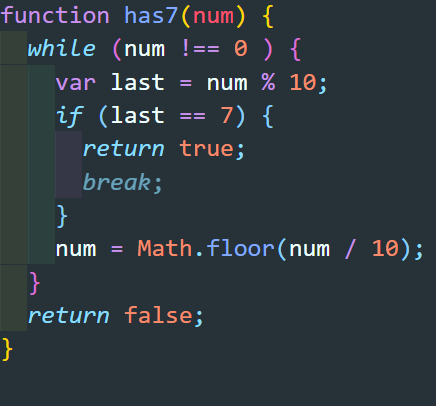 function has7(num) {
  while (num !== 0 ) {
    var last = num % 10;
    if (last == 7) {
      return true;
      break;
    }
    num = Math.floor(num / 10);
  }
  return false;
}